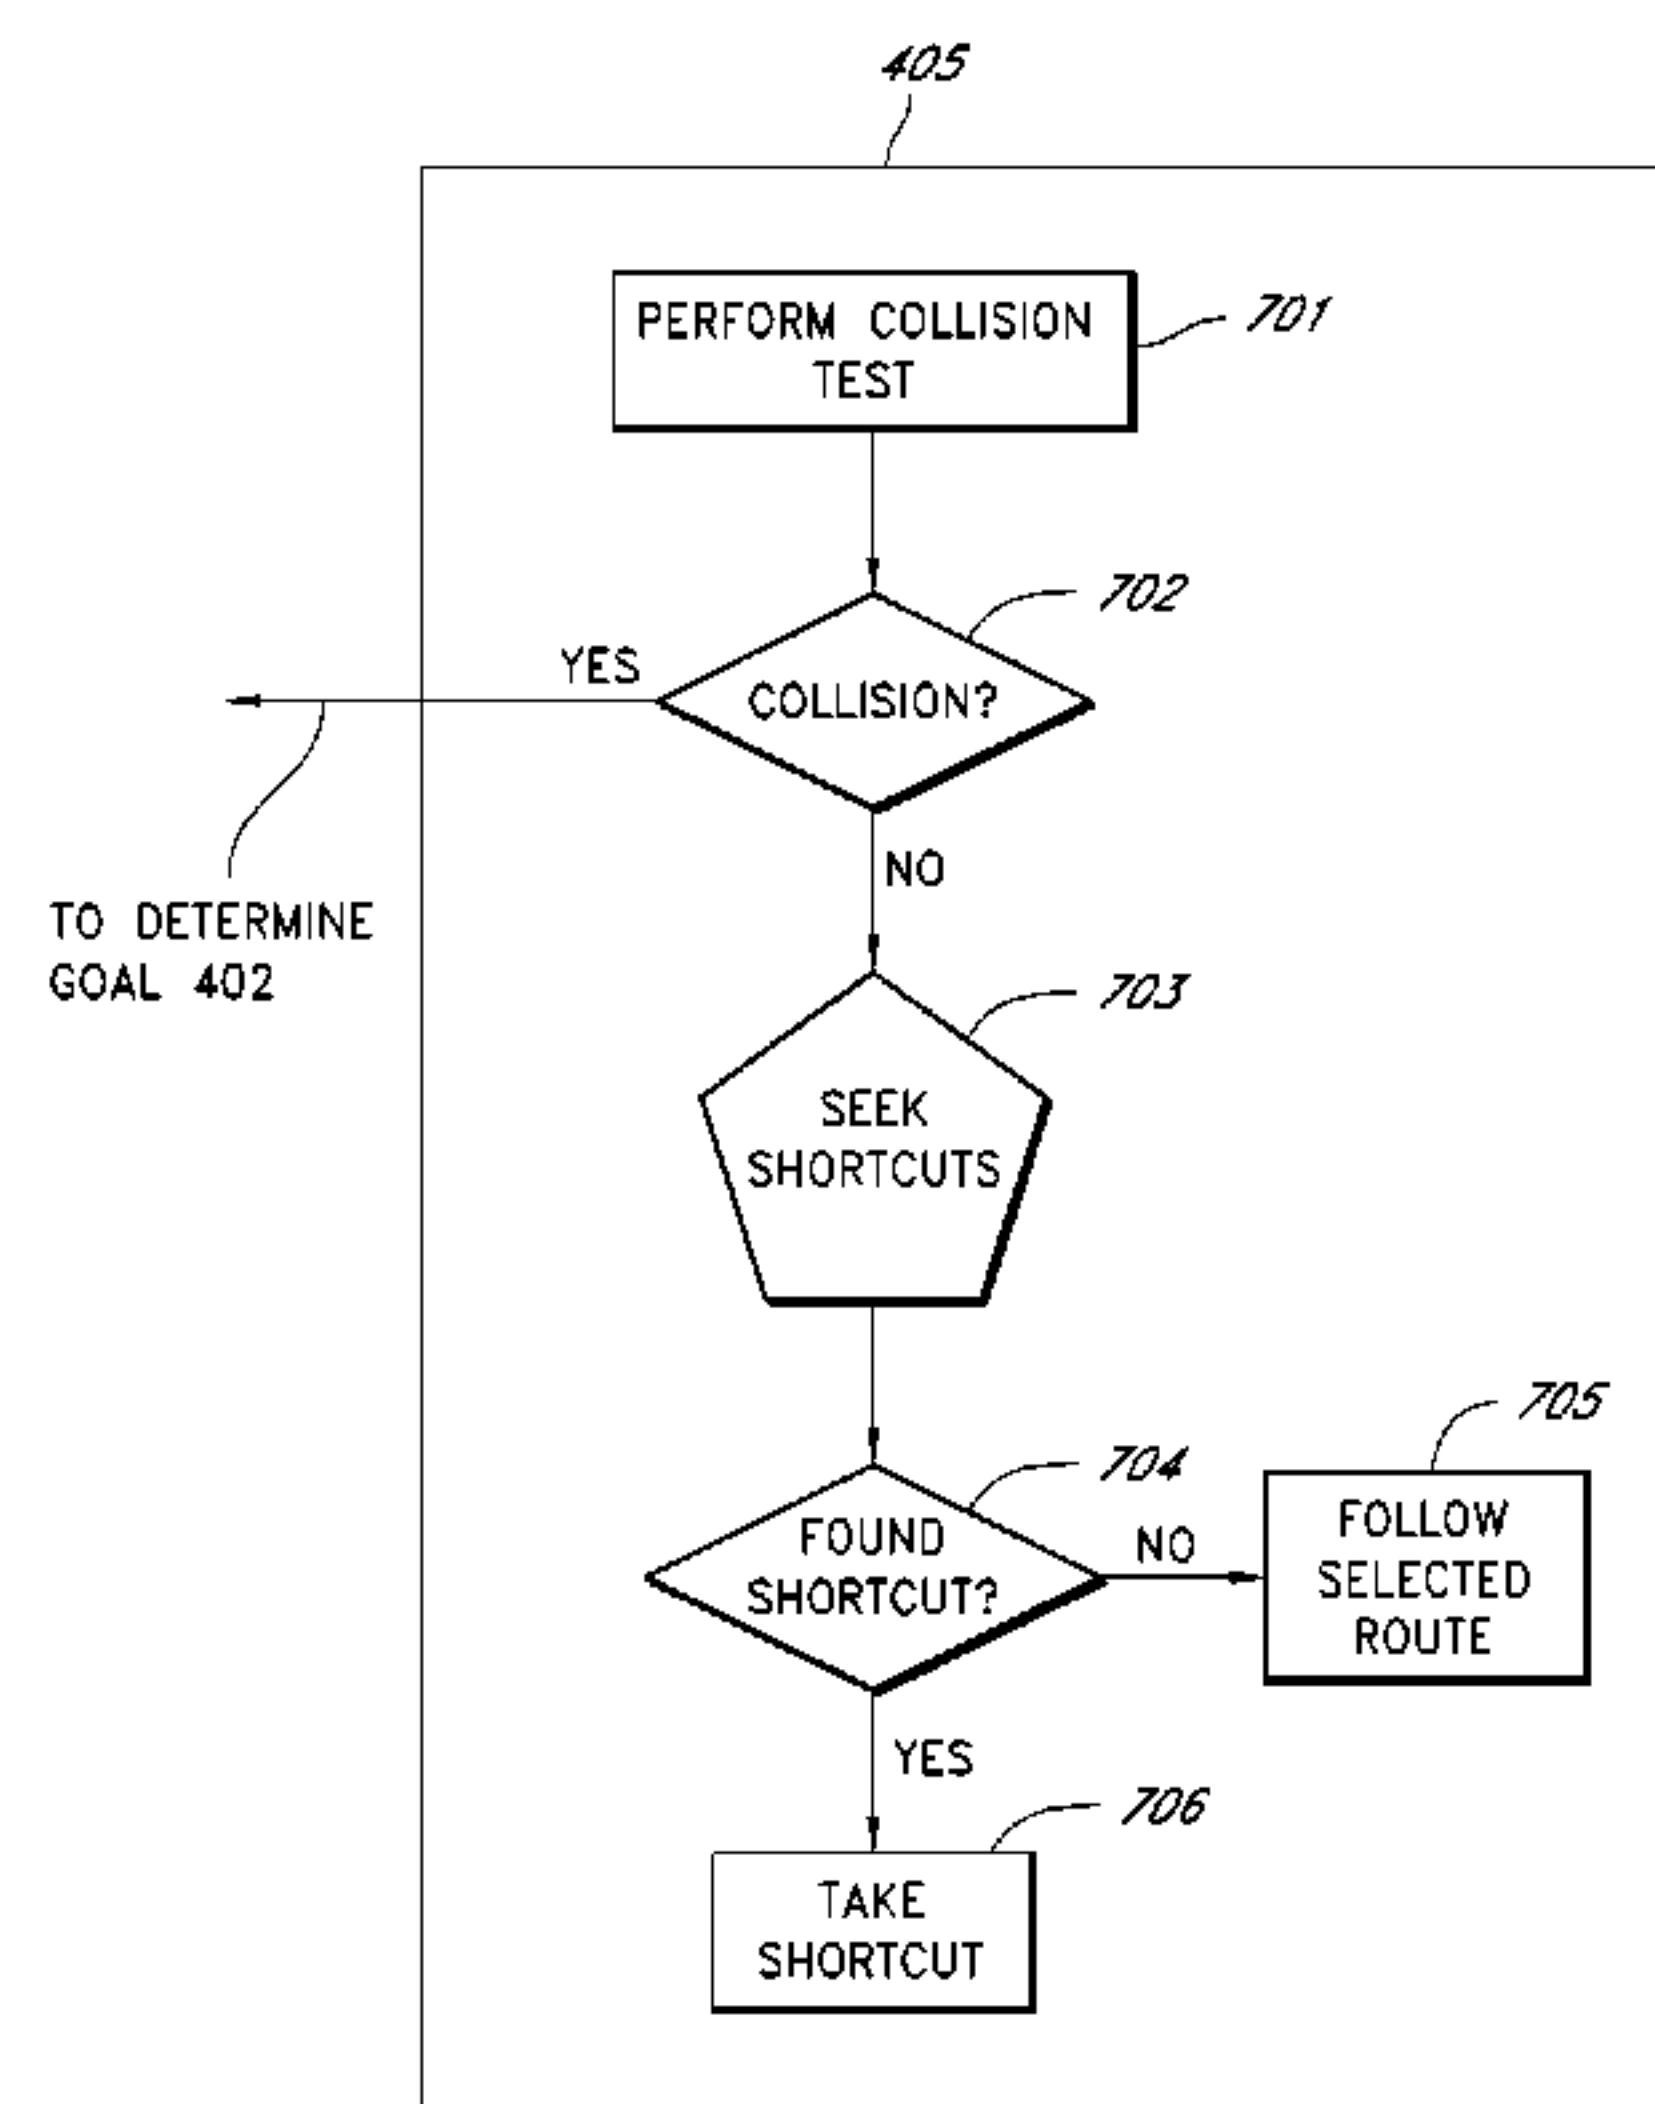 405
PERFORM COLLISION
TEST
701
702
YES
COLLISION?
NO
TO DETERMINE
GOAL 402
703
SEEK
SHORTCUTS
704
705
FOUND
SHORTCUT?
NO
FOLLOW
SELECTED
ROUTE
YES
706
TAKE
SHORTCUT